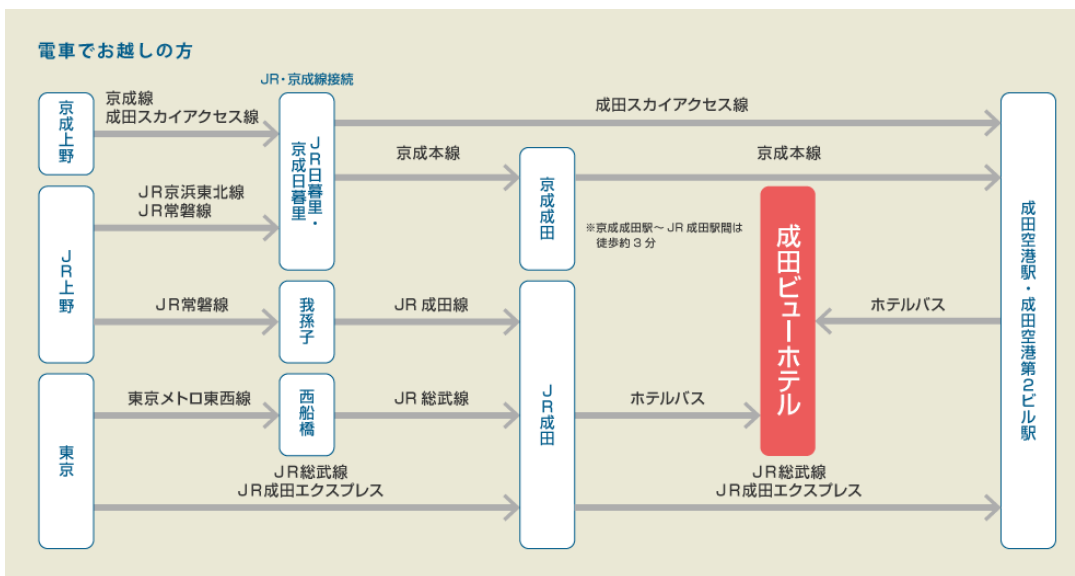 電車でお越しの方
JR・京成線接続
京成上野
京成線
成田スカイアクセス線
JR日暮里・
京成日暮里
成田スカイアクセス線
京成本線
京成成田
京成本線
成田空港駅・成田空港第2ビル駅
JR上野
JR京浜東北線
JR常磐線
※京成成田駅～JR成田駅間は
徒歩約3分
成田ビューホテル
JR常磐線
我孫子
JR成田線
JR成田
ホテルバス
東京
東京メトロ東西線
西船橋
JR総武線
ホテルバス
JR総武線
JR成田エクスプレス
JR総武線
JR成田エクスプレス